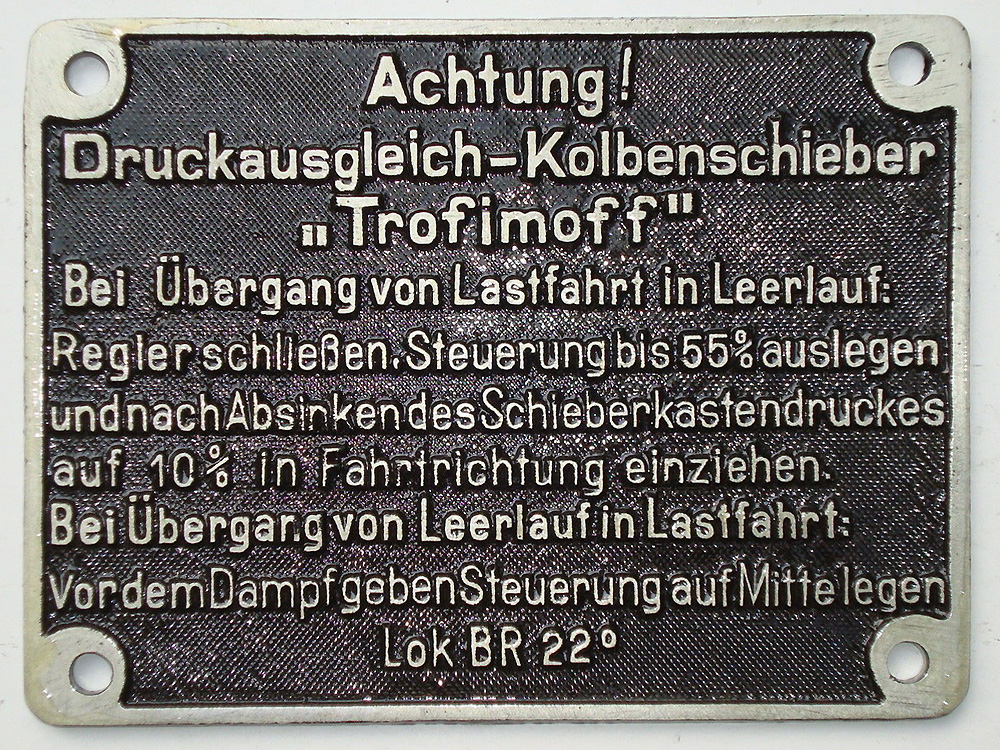 Achtung!
Druckausgleich-Kolbenschieber
„Trofimoff"
Bei Übergang von Lastfahrt in Leerlauf:
Regler schließen. Steuerung bis 55% auslegen
und nach Absinken des Schieberkastendruckes
auf 10% in Fahrtrichtung einziehen.
Bei Übergang von Leerlauf in Lastfahrt:
Vor dem Dampfgeben Steuerung auf Mitte legen
Lok BR 22⁰